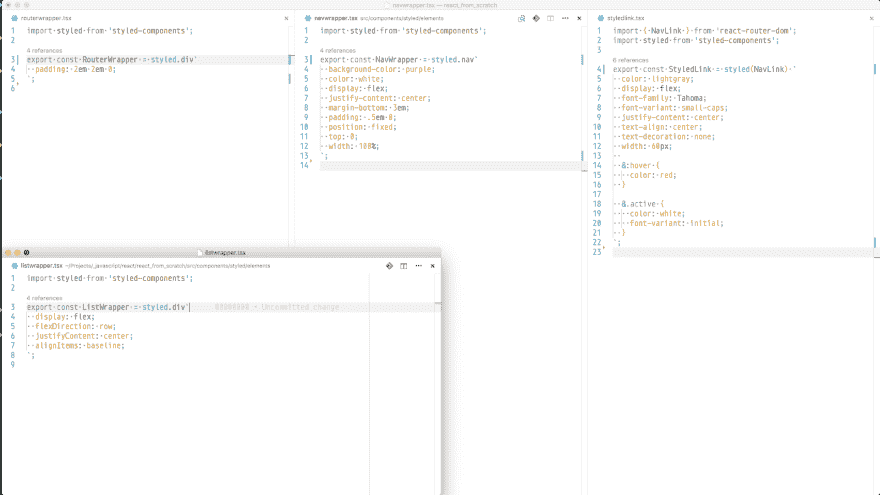 navwrapper.tsx — react_from_scratch
routerwrapper.tsx
1 import styled from 'styled-components';
2
4 references
3 export const RouterWrapper = styled.div`
4 padding: 2em 2em 0;
5 `;
6
navwrapper.tsx src/components/styled/elements
1 import styled from 'styled-components';
2
4 references
3 export const NavWrapper = styled.nav`
4 background-color: purple;
5 color: white;
6 display: flex;
7 justify-content: center;
8 margin-bottom: 3em;
9 padding: .5em 0;
10 position: fixed;
11 top: 0;
12 width: 100%;
13 `;
14
styledlink.tsx
1 import { NavLink } from 'react-router-dom';
2 import styled from 'styled-components';
3
6 references
4 export const StyledLink = styled(NavLink) `
5 color: lightgray;
6 display: flex;
7 font-family: Tahoma;
8 font-variant: small-caps;
9 justify-content: center;
10 text-align: center;
11 text-decoration: none;
12 width: 60px;
13
14 &:hover {
15 color: red;
16 }
17
18 &.active {
19 color: white;
20 font-variant: initial;
21 }
22 `;
23
listwrapper.tsx
listwrapper.tsx ~/Projects/_javascript/react/react_from_scratch/src/components/styled/elements
1 import styled from 'styled-components';
2
6 references
3 export const ListWrapper = styled.div` 00000000 • Uncommitted change
4 display: flex;
5 flexDirection: row;
6 justifyContent: center;
7 alignItems: baseline;
8 `;
9